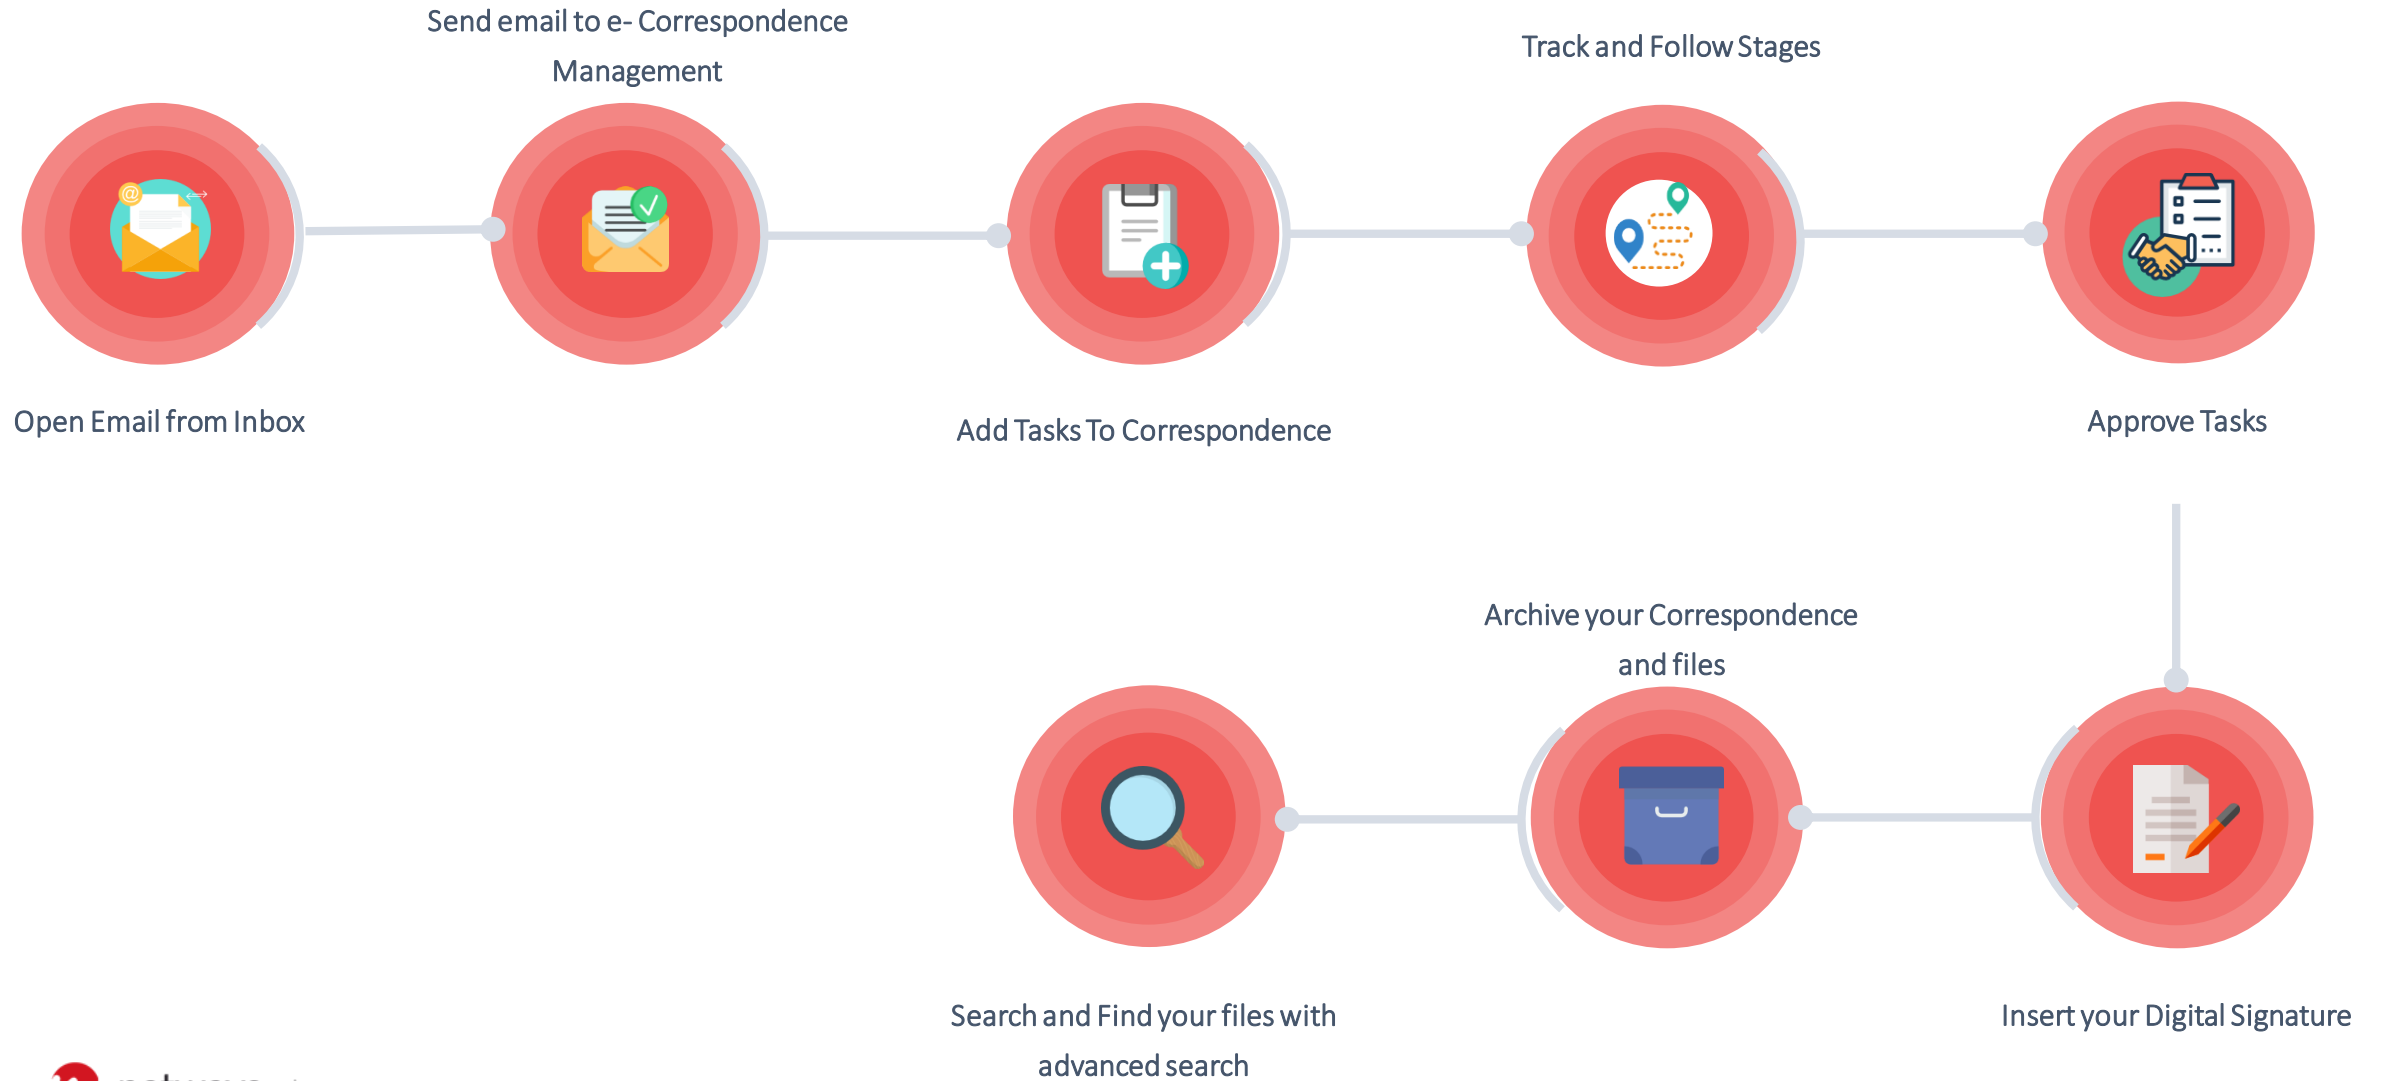 Send email to e- Correspondence
Management
Track and Follow Stages
@
Open Email from Inbox
Add Tasks To Correspondence
Approve Tasks
Archive your Correspondence
and files
Search and Find your files with
advanced search
Insert your Digital Signature